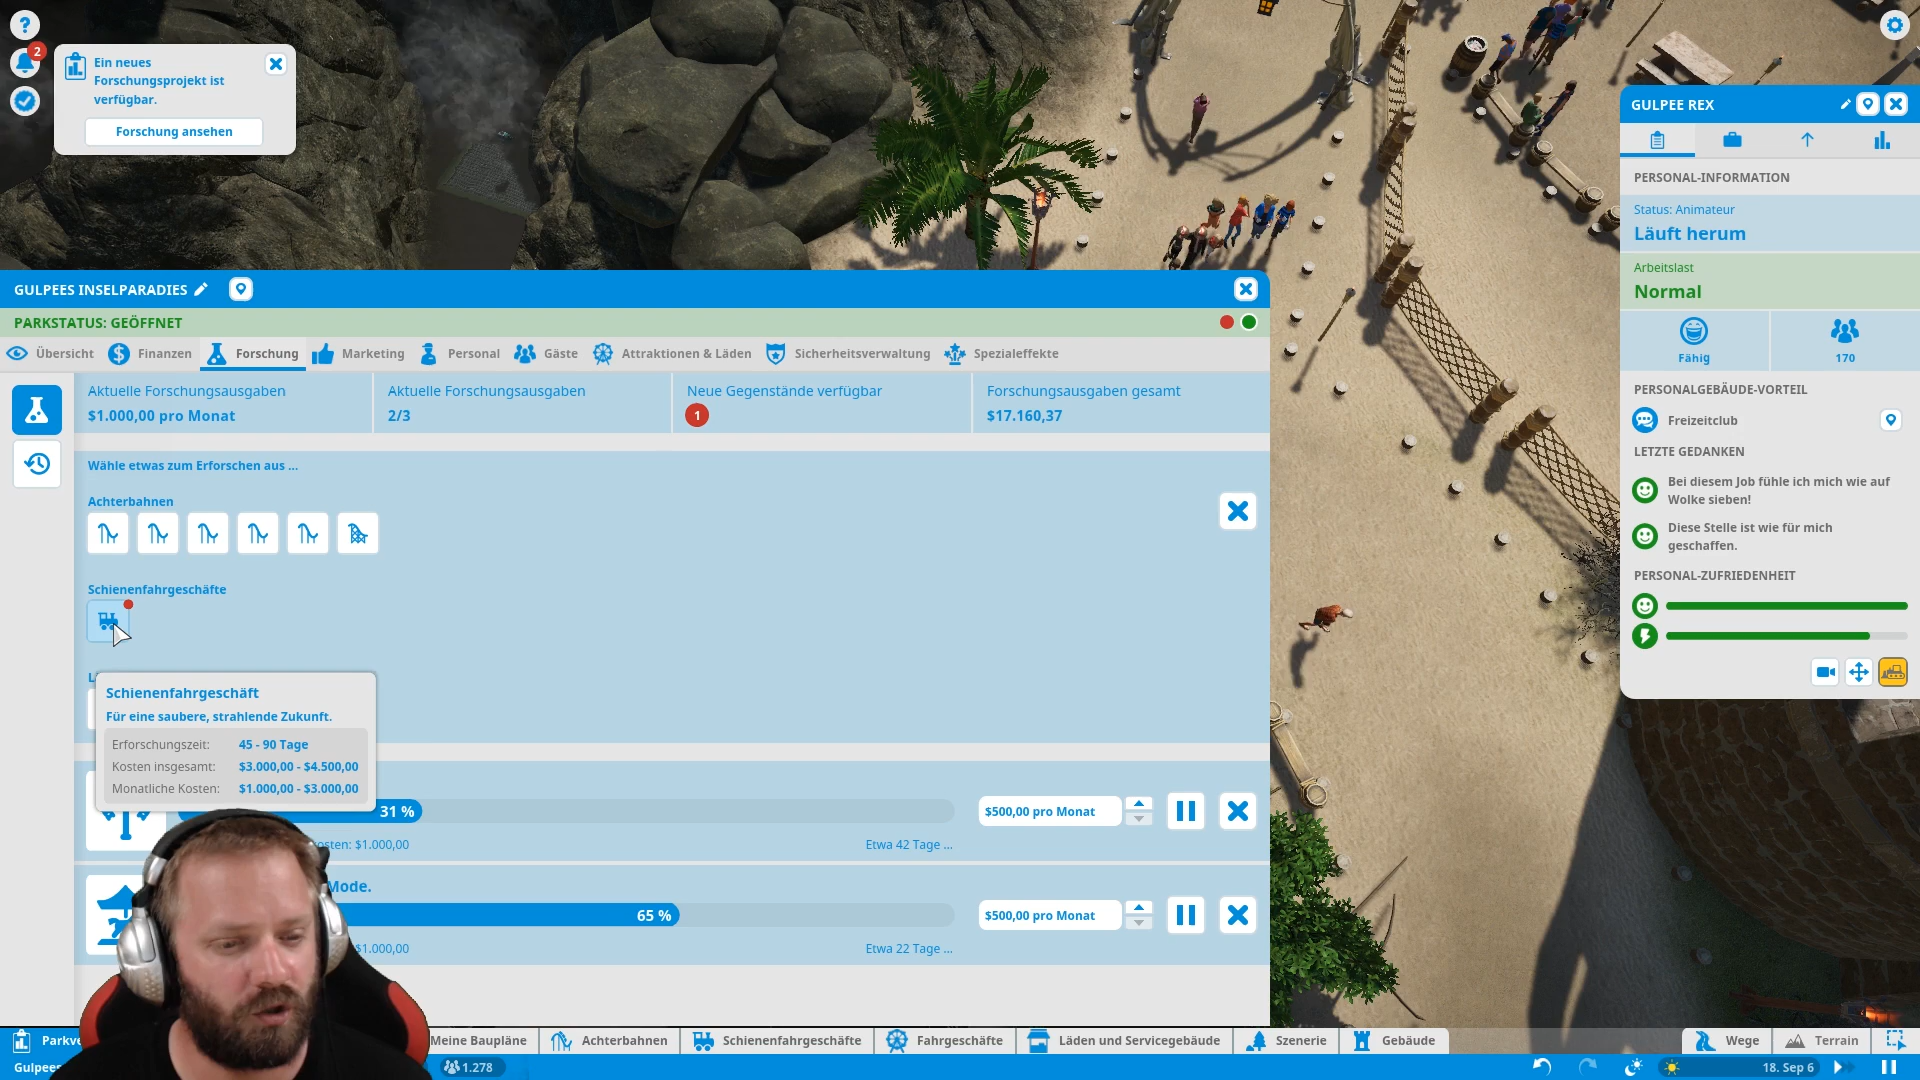 2
Ein neues
Forschungsprojekt ist
verfügbar.
Forschung ansehen
GULPEES INSELPARADIES
PARKSTATUS: GEÖFFNET
Übersicht
Finanzen
Forschung
Marketing
Personal
Gäste
Attraktionen & Läden
Sicherheitsverwaltung
Spezialeffekte
Aktuelle Forschungsausgaben
$1.000,00 pro Monat
Aktuelle Forschungsausgaben
2/3
Neue Gegenstände verfügbar
1
Forschungsausgaben gesamt
$17.160,37
Wähle etwas zum Erforschen aus ...
Achterbahnen
Schienenfahrgeschäfte
Schienenfahrgeschäft
Für eine saubere, strahlende Zukunft.
Erforschungszeit: 45 - 90 Tage
Kosten insgesamt: $3.000,00 - $4.500,00
Monatliche Kosten: $1.000,00 - $3.000,00
31 %
$500,00 pro Monat
$1.000,00
Etwa 42 Tage ...
Mode.
65 %
$500,00 pro Monat
$1.000,00
Etwa 22 Tage ...
GULPEE REX
PERSONAL-INFORMATION
Status: Animateur
Läuft herum
Arbeitslast
Normal
Fähig
170
PERSONALGEBÄUDE-VORTEIL
Freizeitclub
LETZTE GEDANKEN
Bei diesem Job fühle ich mich wie auf
Wolke sieben!
Diese Stelle ist wie für mich
geschaffen.
PERSONAL-ZUFRIEDENHEIT
Meine Baupläne
Achterbahnen
Schienenfahrgeschäfte
Fahrgeschäfte
Läden und Servicegebäude
Szenerie
Gebäude
Wege
Terrain
Gulpees
1.278
18. Sep 6